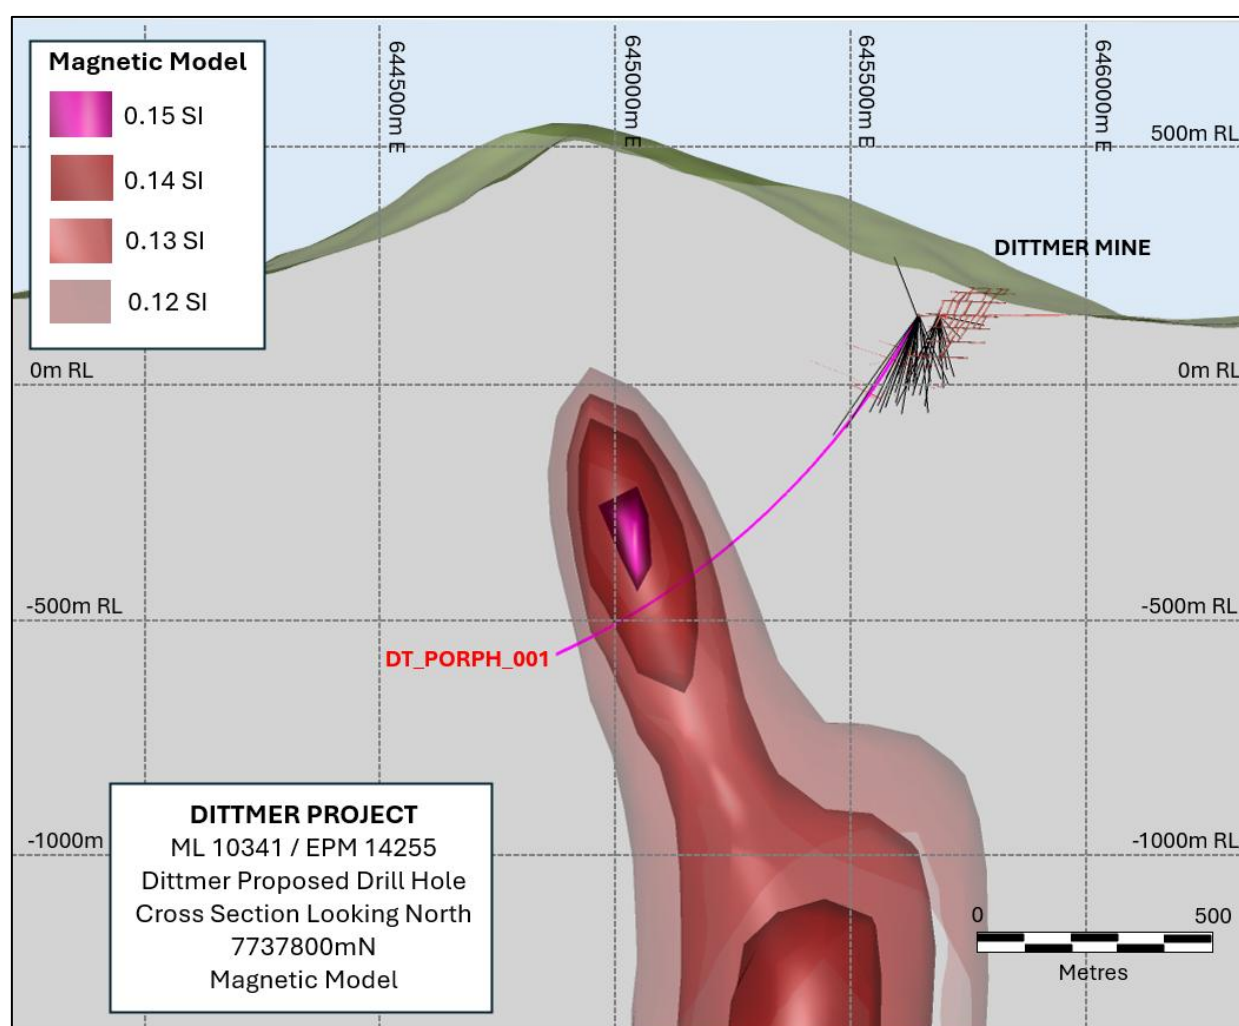 Magnetic Model
0.15 SI
0.14 SI
0.13 SI
0.12 SI
644500m E
645000m E
645500m E
646000m E
500m RL
DITTMER MINE
0m RL
0m RL
-500m RL
-500m RL
DT_PORPH_001
-1000m
-1000m RL
DITTMER PROJECT
ML 10341 / EPM 14255
Dittmer Proposed Drill Hole
Cross Section Looking North
7737800mN
Magnetic Model
0 500
Metres